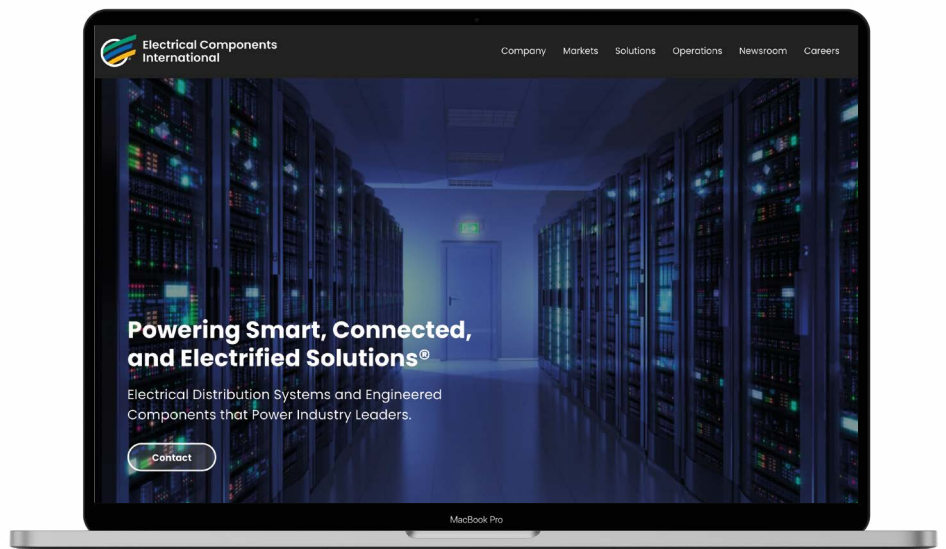 Electrical Components
International
Company Markets Solutions Operations Newsroom Careers
Powering Smart, Connected,
and Electrified Solutions®
Electrical Distribution Systems and Engineered
Components that Power Industry Leaders.
Contact
MacBook Pro